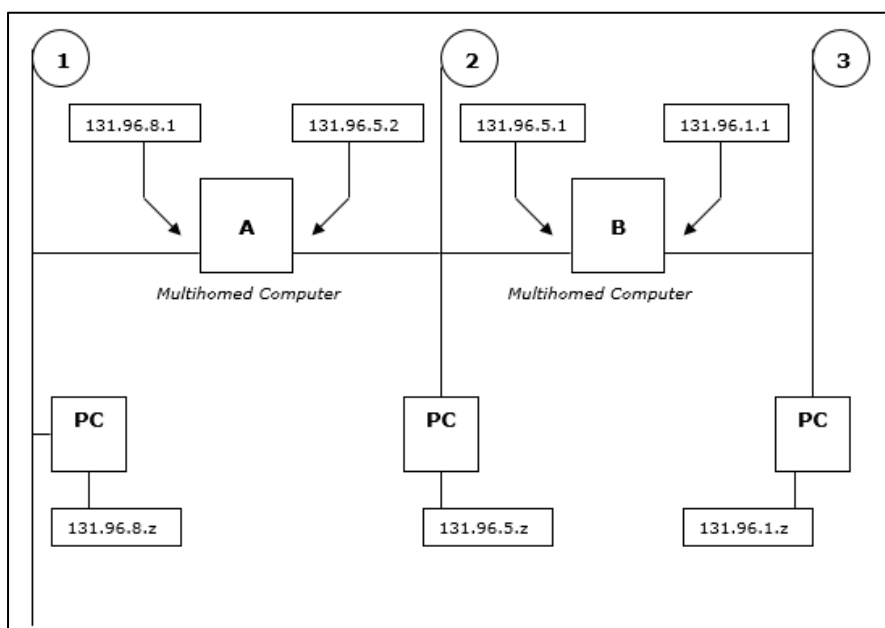 1
2
3
131.96.8.1
131.96.5.2
131.96.5.1
131.96.1.1
A
B
Multihomed Computer
Multihomed Computer
PC
PC
PC
131.96.8.z
131.96.5.z
131.96.1.z